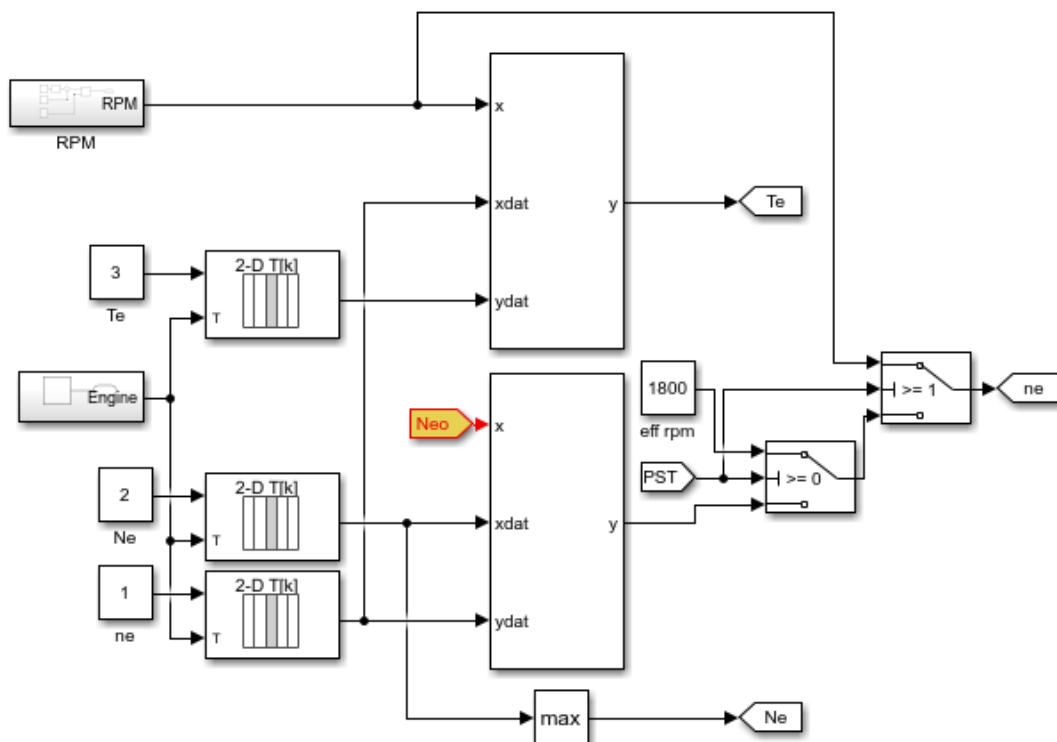 RPM
RPM
x
xdat
y
Te
3
2-D T[k]
Te
T
ydat
1800
>= 1
ne
Engine
Neo
x
eff rpm
PST
>= 0
2
2-D T[k]
Ne
T
xdat
y
1
2-D T[k]
ne
T
ydat
max
Ne